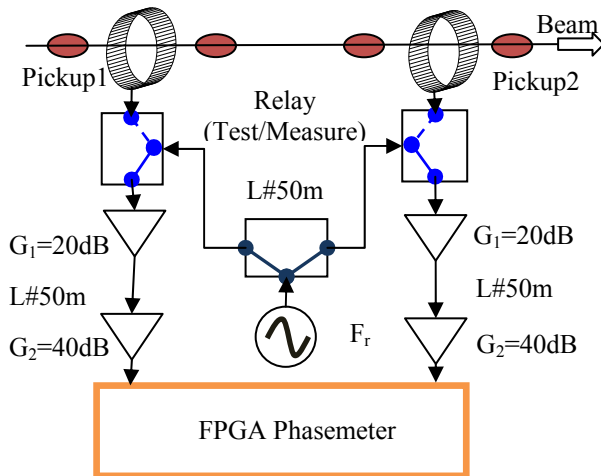 Beam
Pickup1
Pickup2
Relay
(Test/Measure)
L#50m
G₁=20dB
G₁=20dB
L#50m
L#50m
G₂=40dB
Fᵣ
G₂=40dB
FPGA Phasemeter